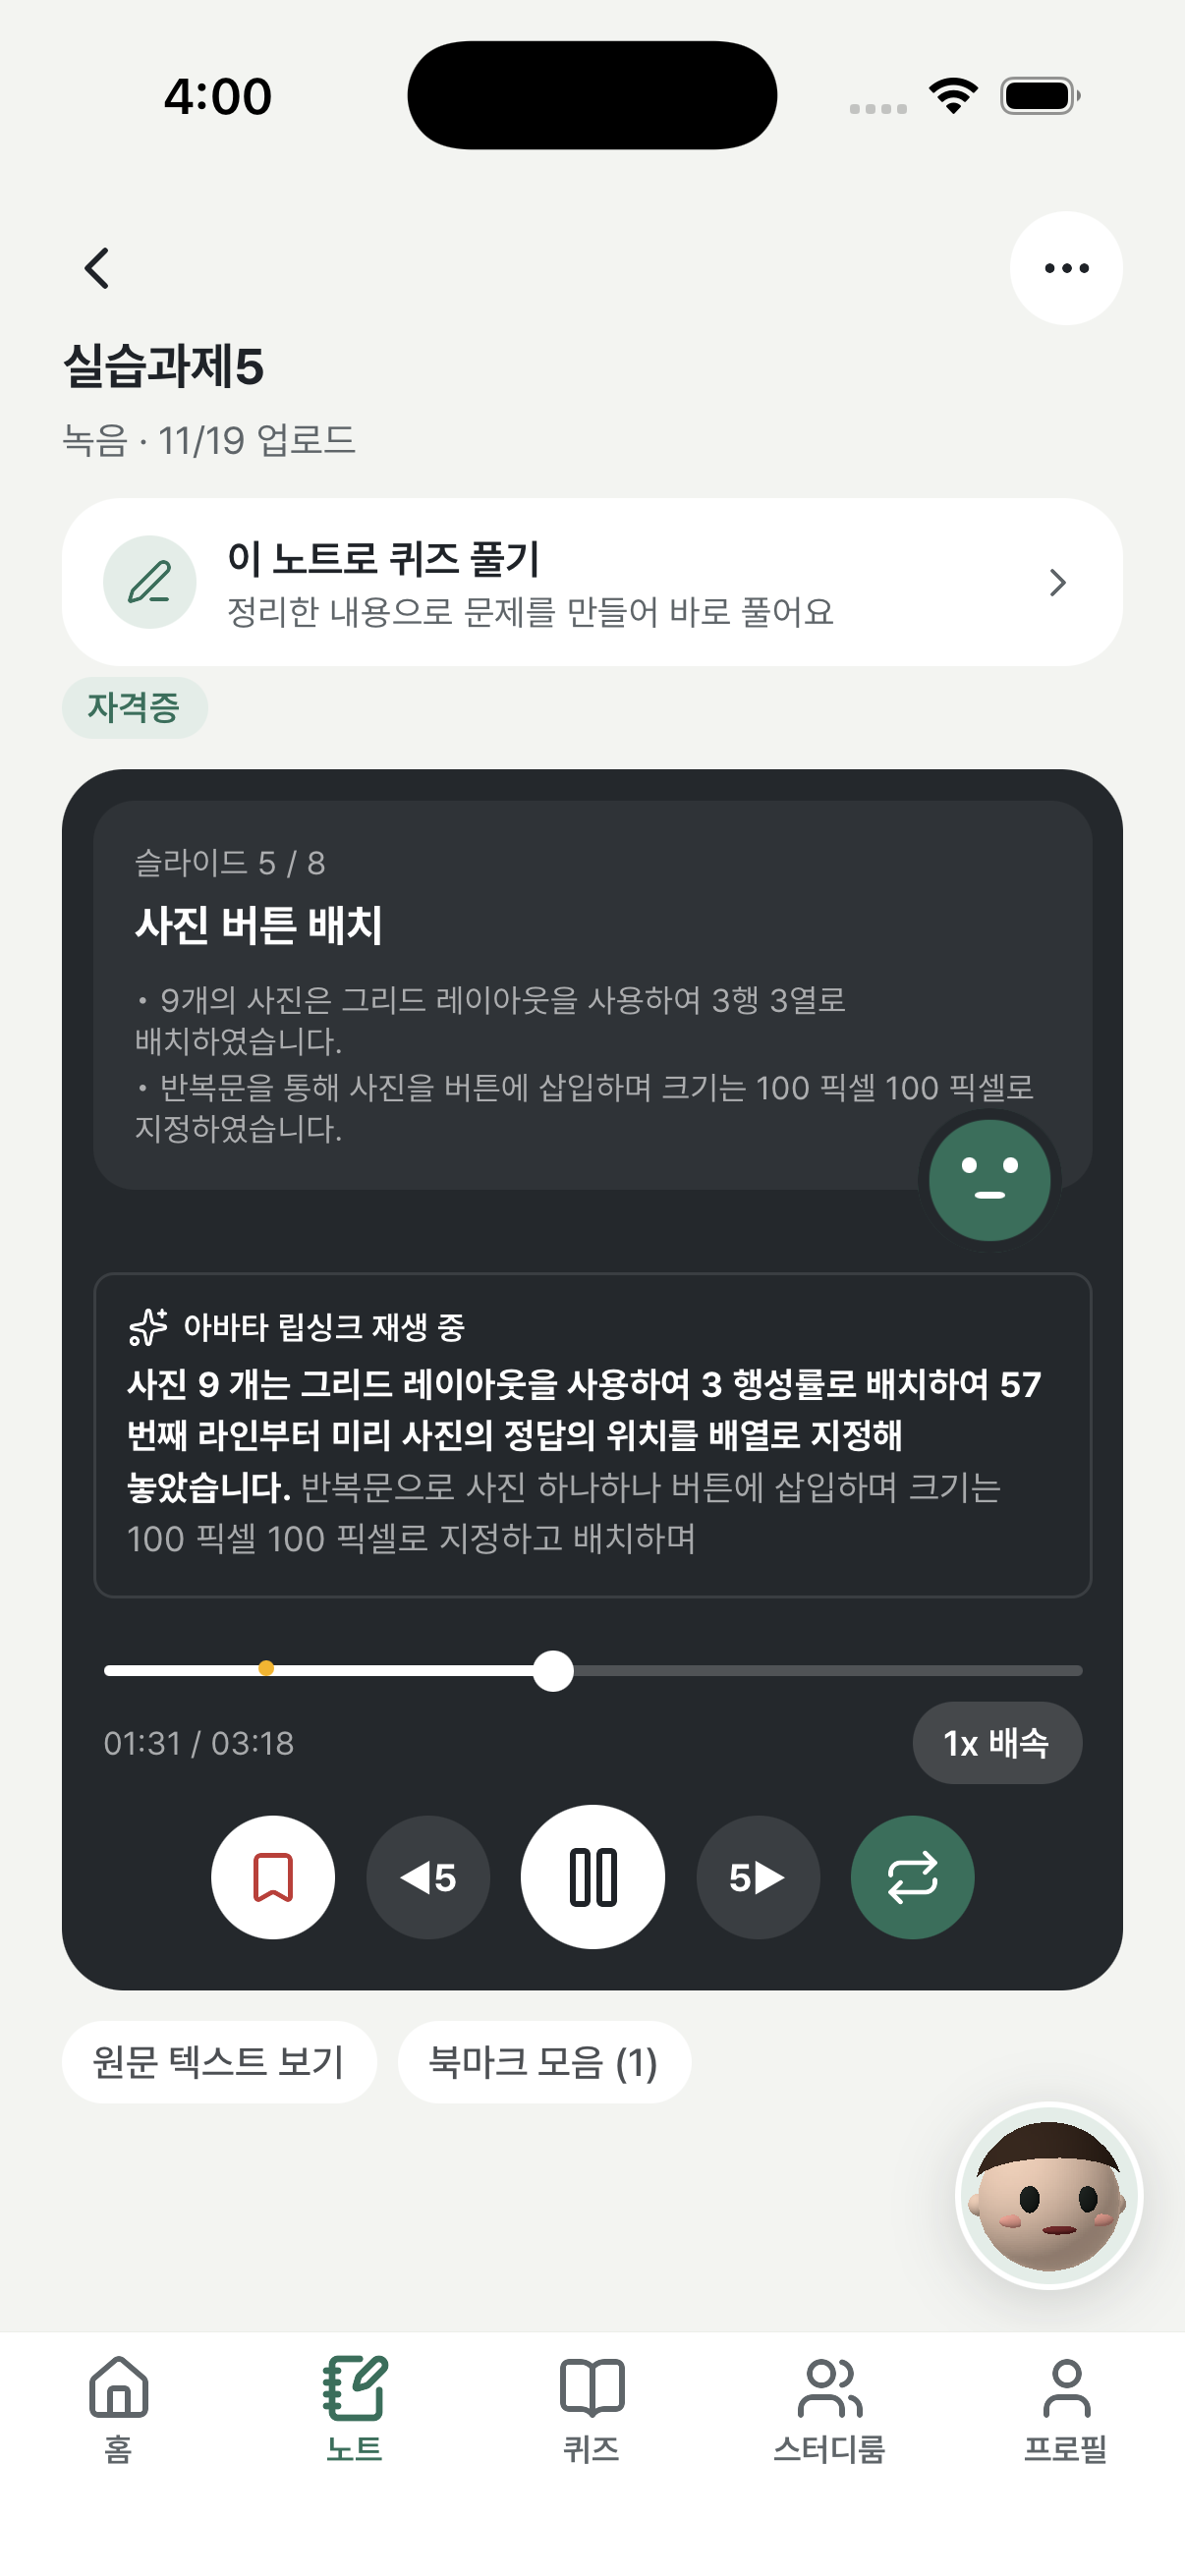 4:00
실습과제5
녹음 · 11/19 업로드
이 노트로 퀴즈 풀기
정리한 내용으로 문제를 만들어 바로 풀어요
자격증
슬라이드 5 / 8
사진 버튼 배치
• 9개의 사진은 그리드 레이아웃을 사용하여 3행 3열로
배치하였습니다.
• 반복문을 통해 사진을 버튼에 삽입하며 크기는 100 픽셀 100 픽셀로
지정하였습니다.
아바타 립싱크 재생 중
사진 9 개는 그리드 레이아웃을 사용하여 3 행성률로 배치하여 57
번째 라인부터 미리 사진의 정답의 위치를 배열로 지정해
놓았습니다. 반복문으로 사진 하나하나 버튼에 삽입하며 크기는
100 픽셀 100 픽셀로 지정하고 배치하며
01:31 / 03:18
1x 배속
◀5
5▶
원문 텍스트 보기
북마크 모음 (1)
홈
노트
퀴즈
스터디룸
프로필